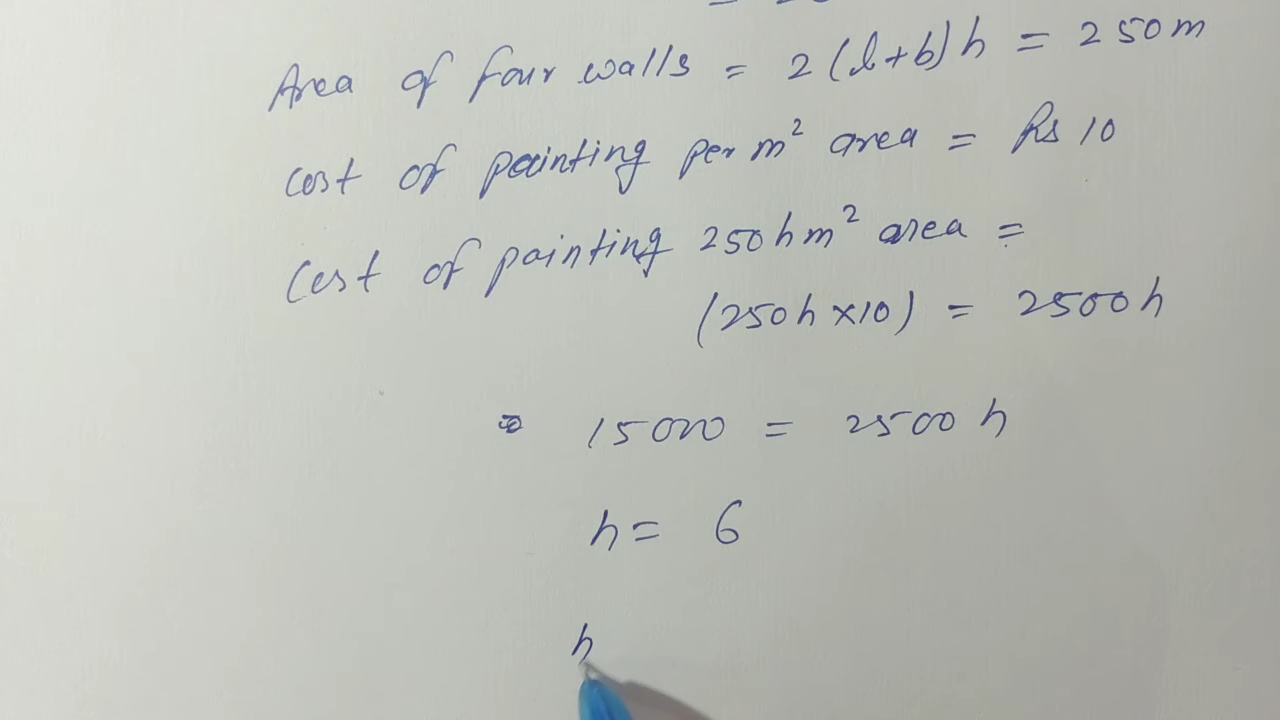 Area of four walls = 2(l+b)h = 250m
Cost of painting per m² area = Rs 10
Cost of painting 250hm² area =
(250h×10) = 2500h
15000 = 2500h
h = 6
h